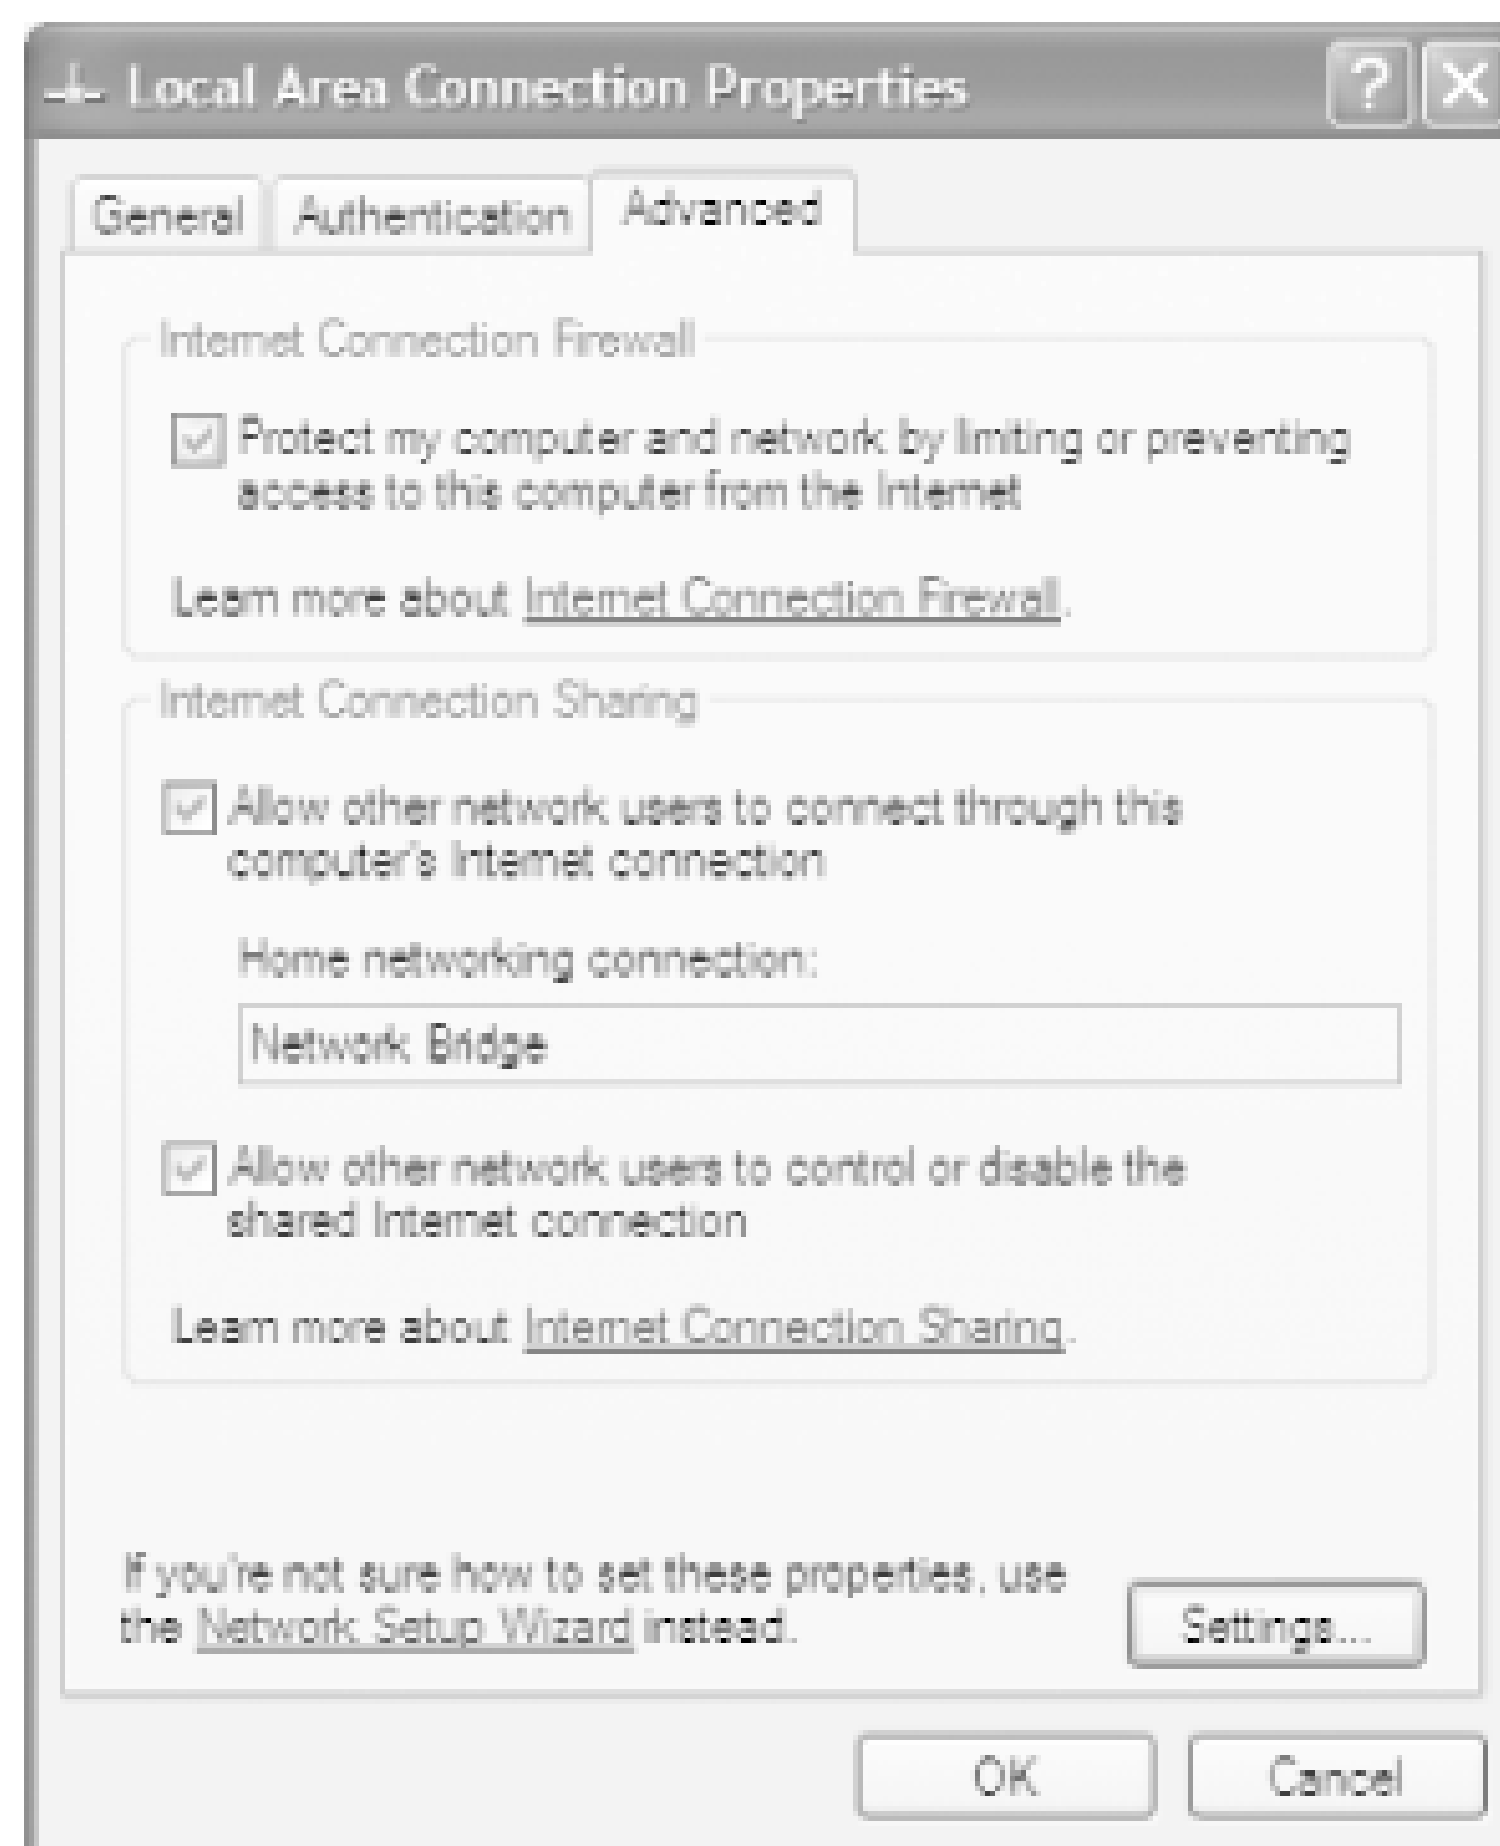 Local Area Connection Properties
General Authentication Advanced
Internet Connection Firewall
Protect my computer and network by limiting or preventing
access to this computer from the Internet
Learn more about Internet Connection Firewall.
Internet Connection Sharing
Allow other network users to connect through this
computer's Internet connection
Home networking connection:
Network Bridge
Allow other network users to control or disable the
shared Internet connection
Learn more about Internet Connection Sharing.
If you're not sure how to set these properties, use
the Network Setup Wizard instead.
Settings...
OK Cancel